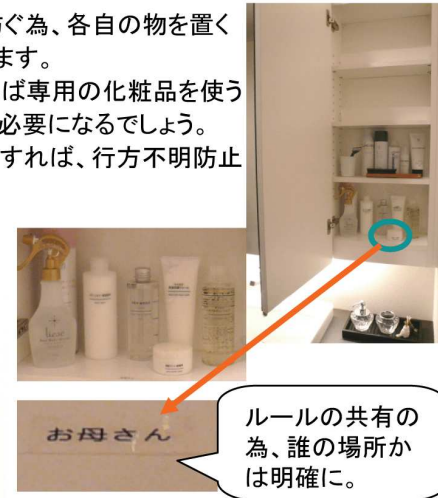 ぐ為、各自の物を置く
ます。
ば専用の化粧品を使う
必要になるでしょう。
すれば、行方不明防止
お母さん
ルールの共有の
為、誰の場所か
は明確に。